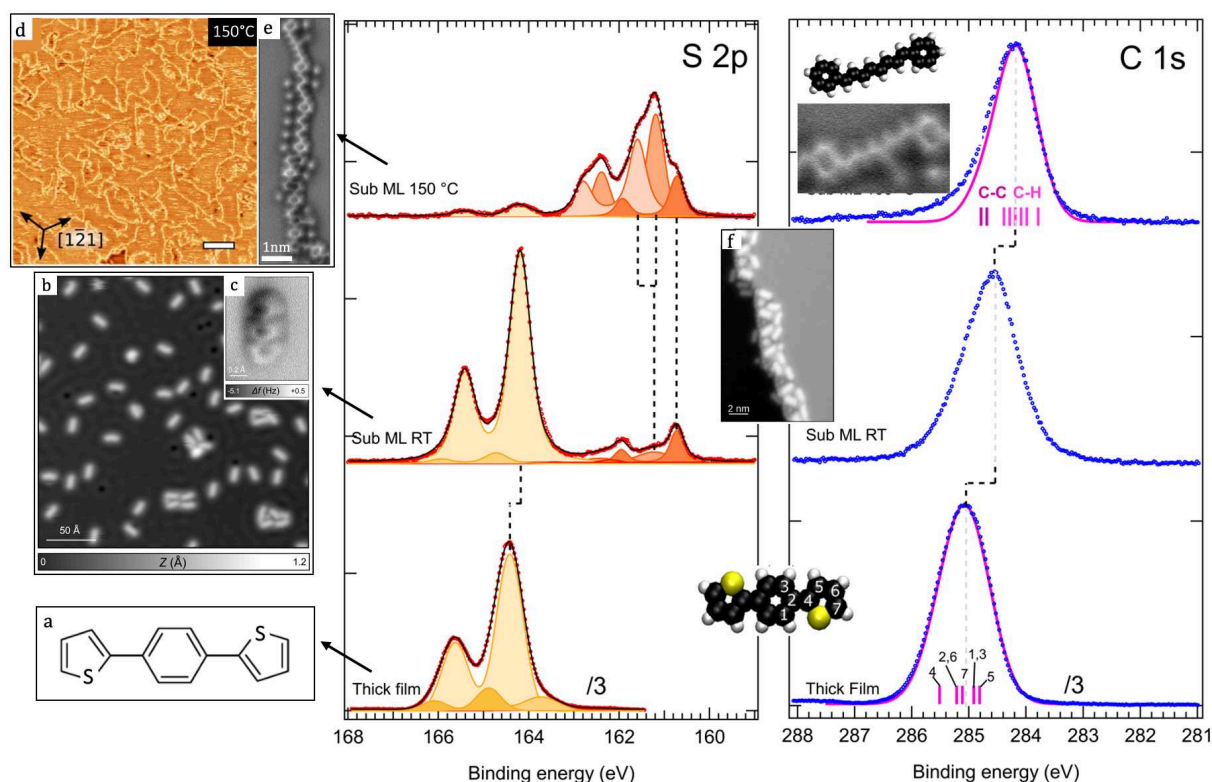 d
150°C
[11̄21]
e
1nm
b
c
0.2 Å
-5.1 Δf (Hz) +0.5
50 Å
0 Z (Å) 1.2
a
S
S
S 2p
Sub ML 150 °C
Sub ML RT
Thick film
/3
168 166 164 162 160
Binding energy (eV)
f
2 nm
3 5 6
2 4 7
1
C 1s
C-C C-H
Sub ML RT
Thick Film
4 2,6 7 1,3 5
/3
288 287 286 285 284 283 282 281
Binding energy (eV)